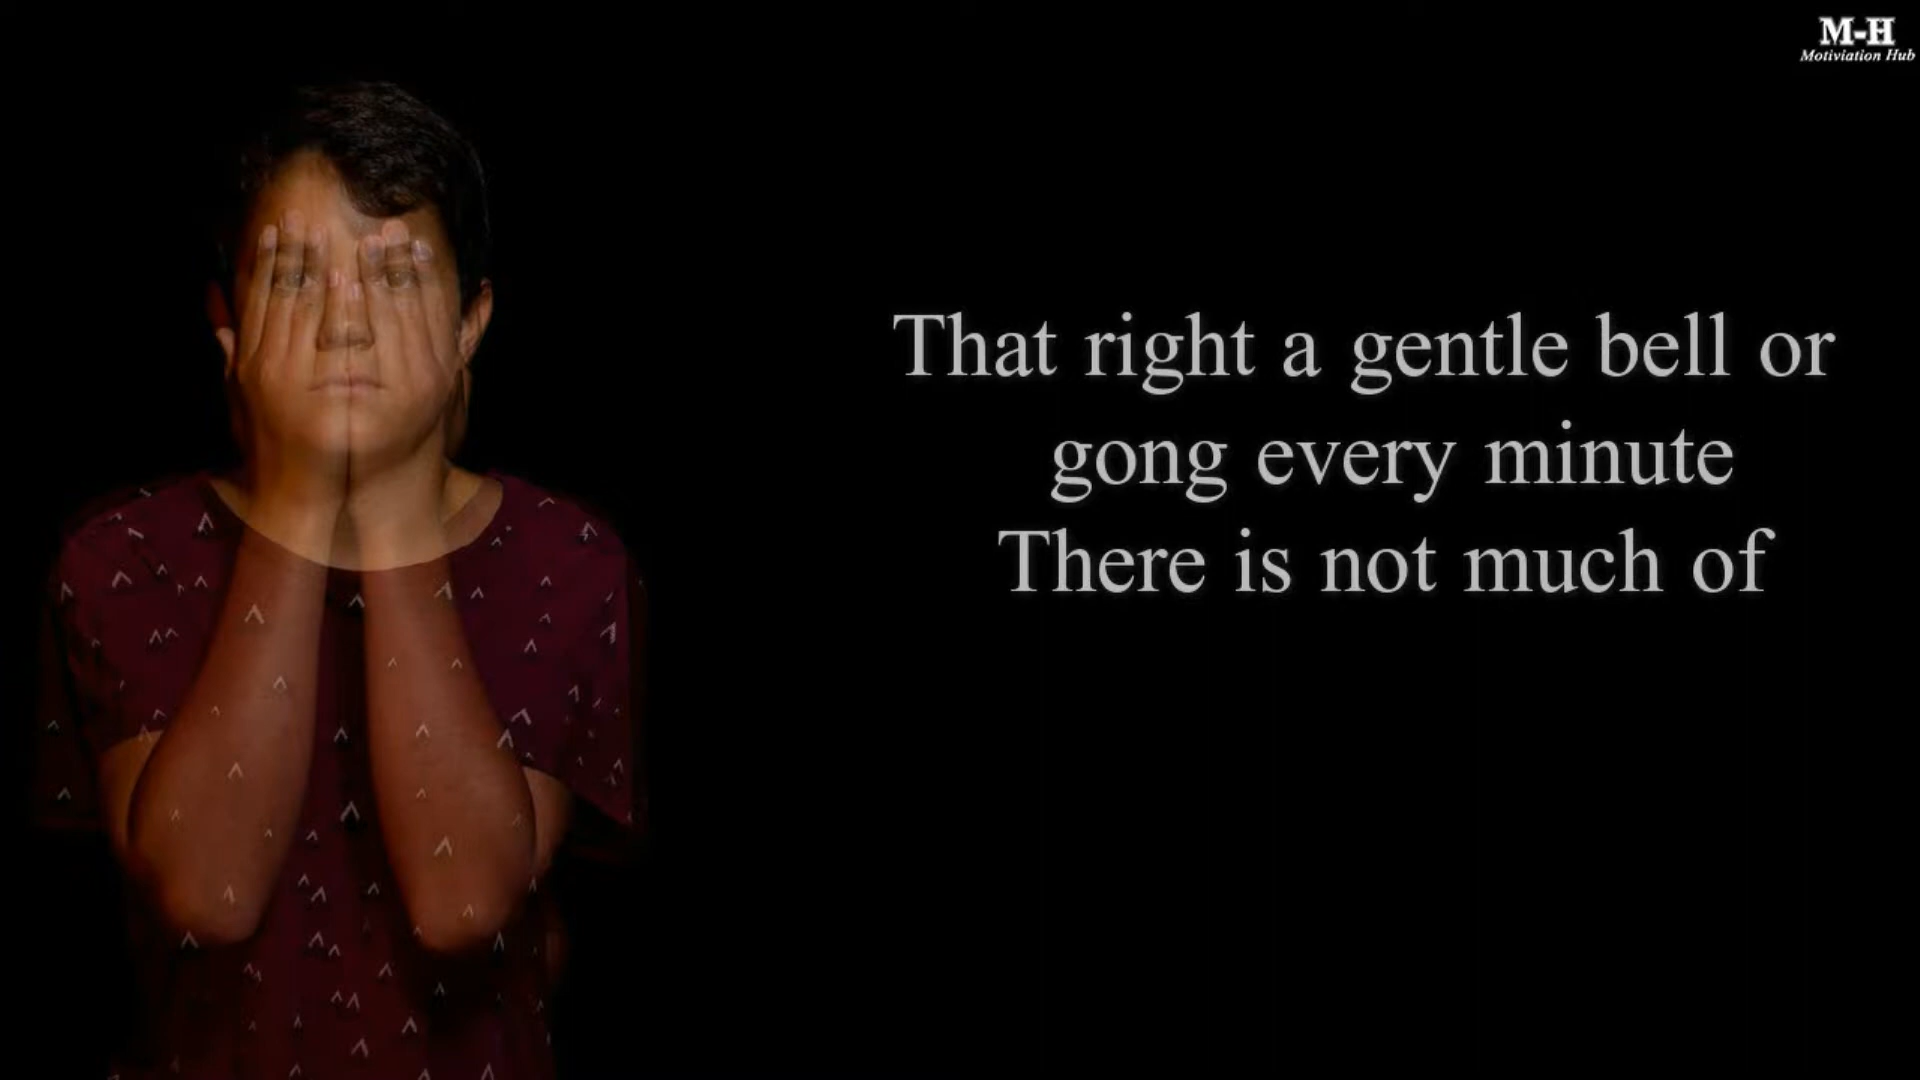 M-H
Motiviation Hub
That right a gentle bell or
gong every minute
There is not much of